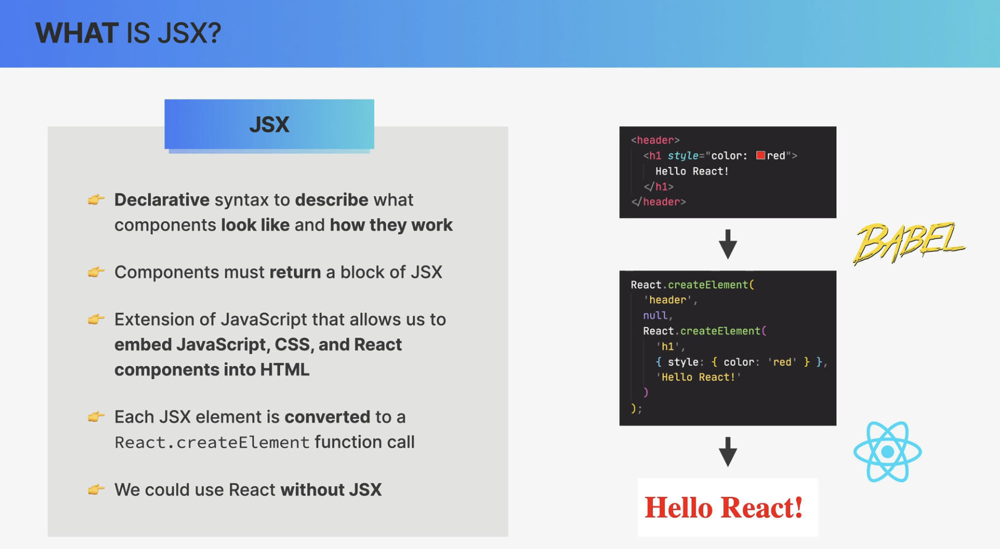 WHAT IS JSX?
JSX
👉 Declarative syntax to describe what
components look like and how they work
👉 Components must return a block of JSX
👉 Extension of JavaScript that allows us to
embed JavaScript, CSS, and React
components into HTML
👉 Each JSX element is converted to a
React.createElement function call
👉 We could use React without JSX
<header>
<h1 style="color: red">
Hello React!
</h1>
</header>
BABEL
React.createElement(
'header',
null,
React.createElement(
'h1',
{ style: { color: 'red' } },
'Hello React!'
)
);
Hello React!